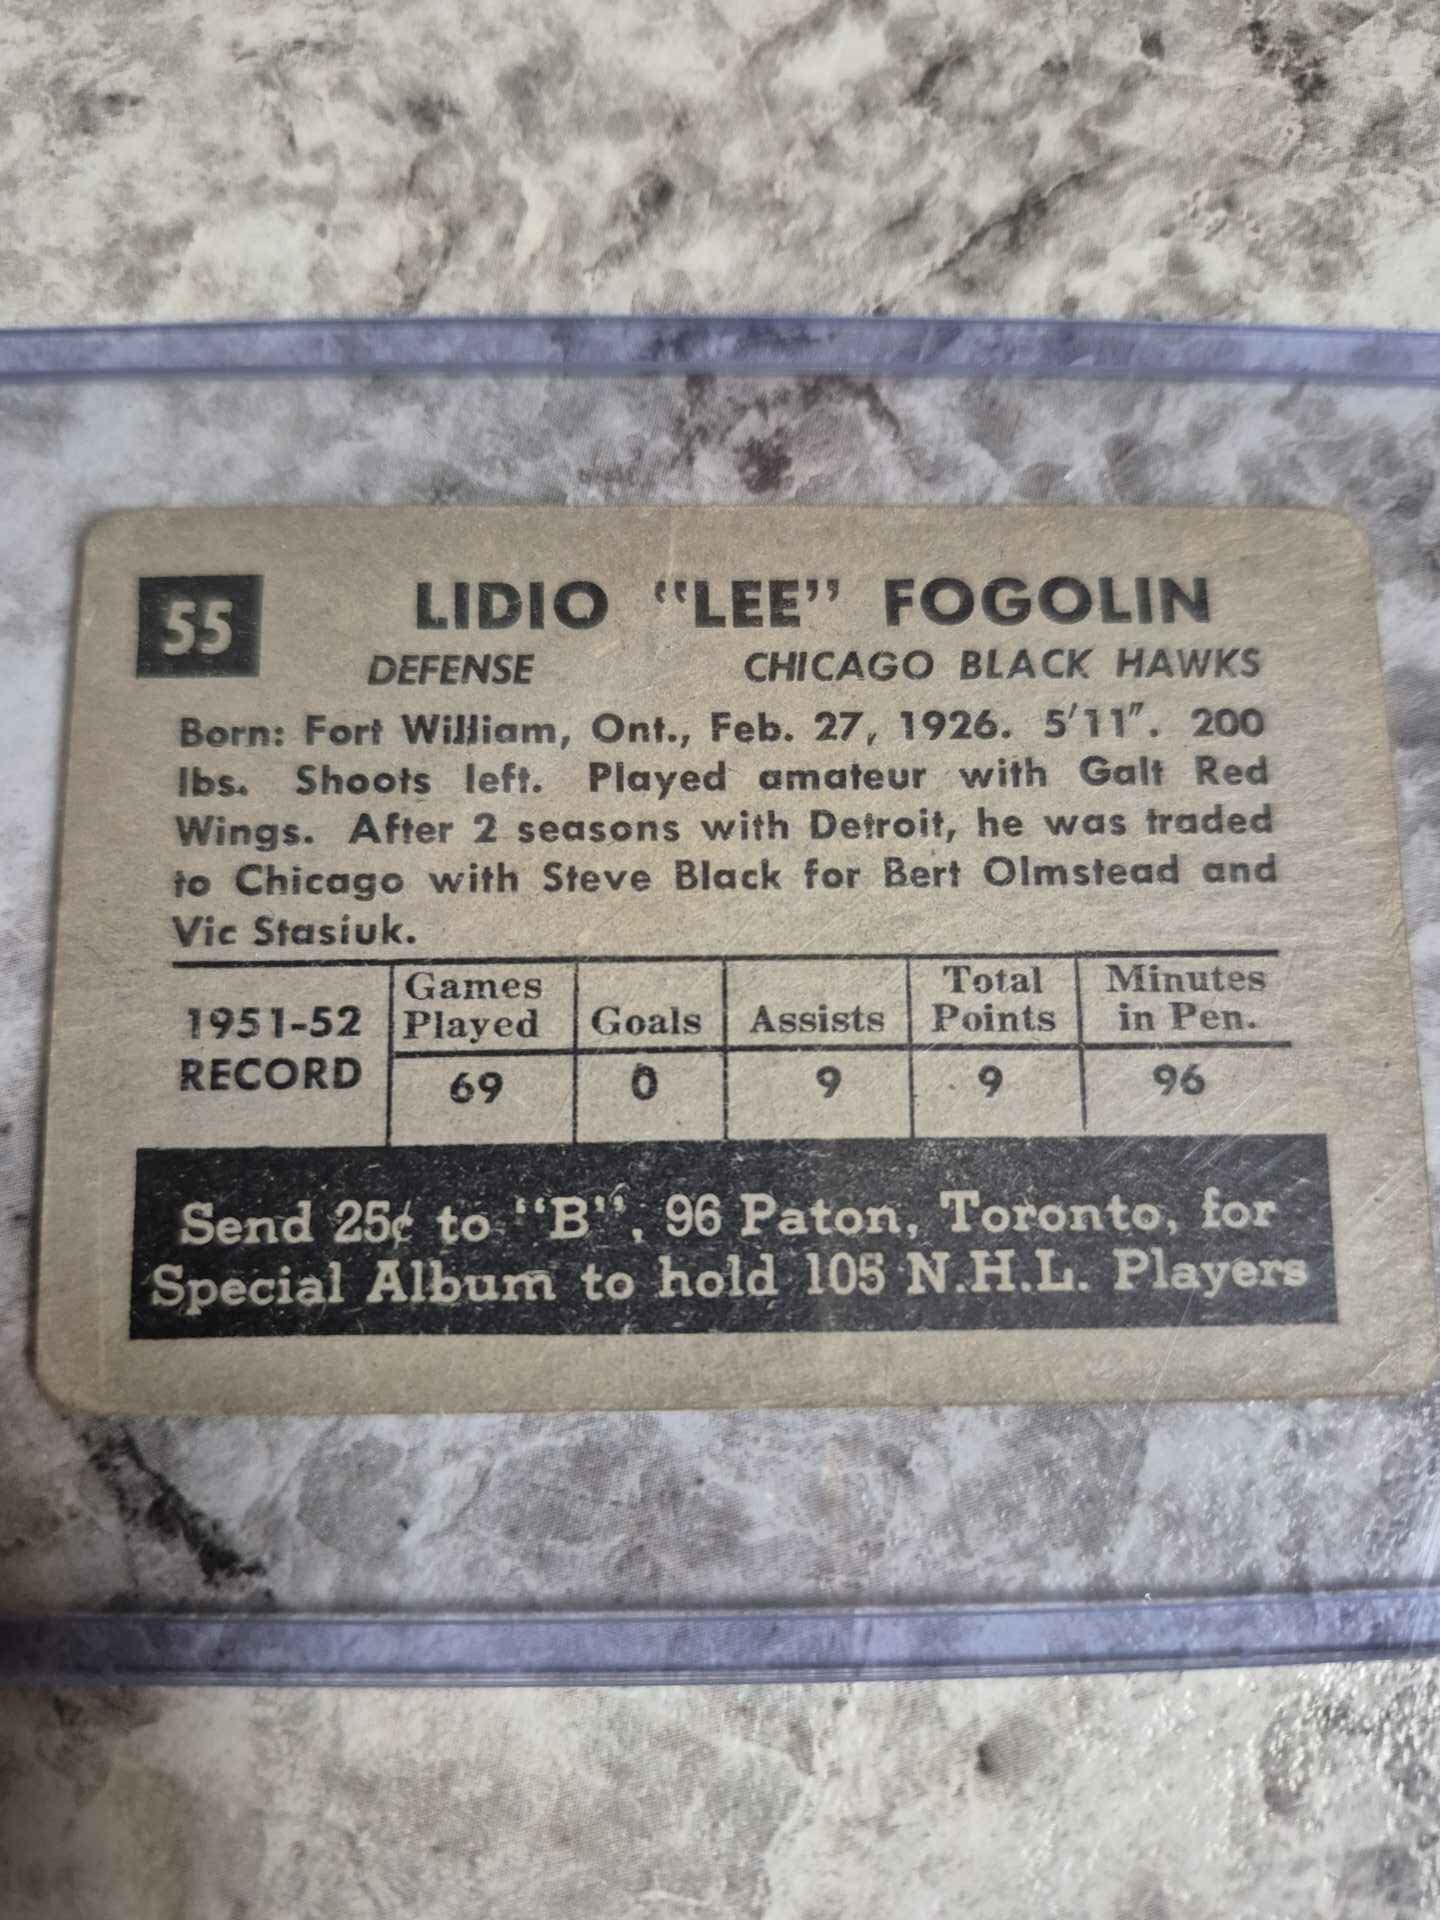 55
LIDIO "LEE" FOGOLIN
DEFENSE CHICAGO BLACK HAWKS
Born: Fort William, Ont., Feb. 27, 1926. 5'11". 200
lbs. Shoots left. Played amateur with Galt Red
Wings. After 2 seasons with Detroit, he was traded
to Chicago with Steve Black for Bert Olmstead and
Vic Stasiuk.
1951-52 RECORD
Games Played Goals Assists Total Points Minutes in Pen.
69 0 9 9 96
Send 25¢ to "B", 96 Paton, Toronto, for
Special Album to hold 105 N.H.L. Players